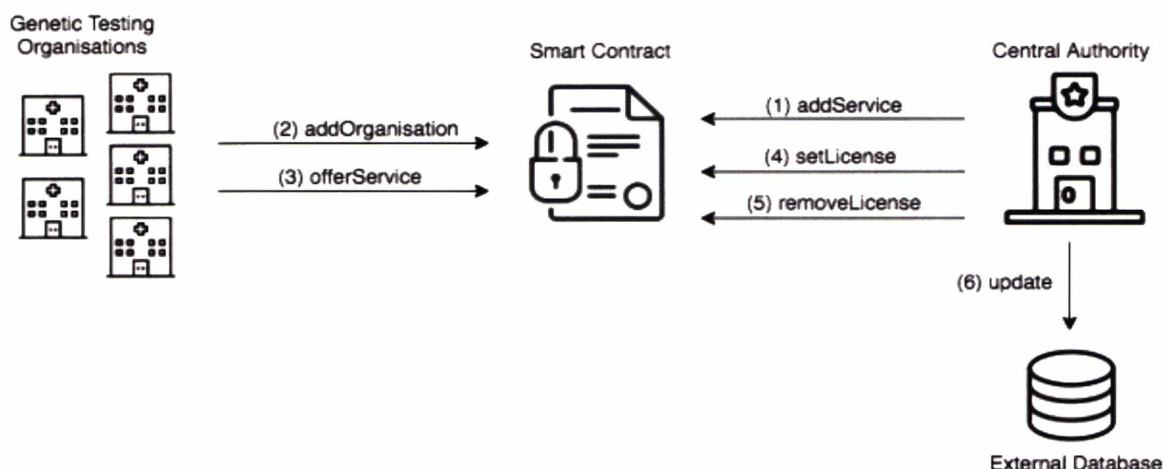 Genetic Testing
Organisations
Smart Contract
Central Authority
(1) addService
(2) addOrganisation
(4) setLicense
(3) offerService
(5) removeLicense
(6) update
External Database